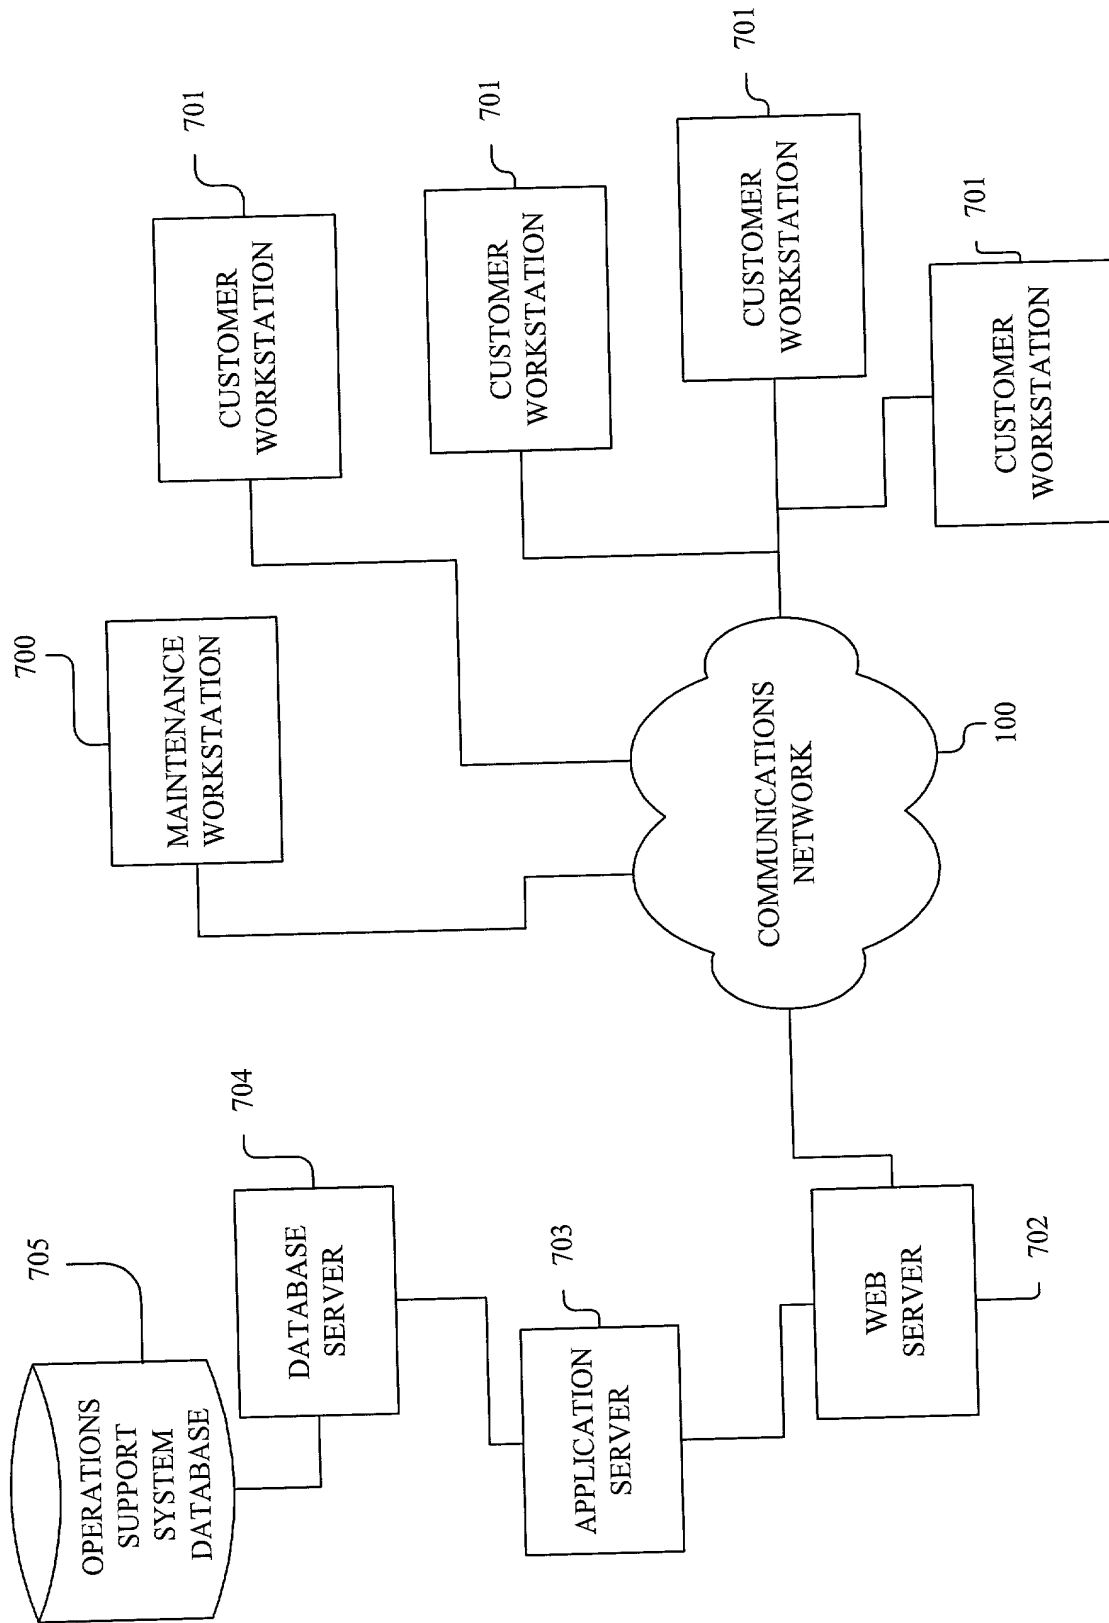 705
OPERATIONS
SUPPORT
SYSTEM
DATABASE
704
DATABASE
SERVER
703
APPLICATION
SERVER
WEB
SERVER
702
700
MAINTENANCE
WORKSTATION
COMMUNICATIONS
NETWORK
100
701
CUSTOMER
WORKSTATION
701
CUSTOMER
WORKSTATION
701
CUSTOMER
WORKSTATION
701
CUSTOMER
WORKSTATION